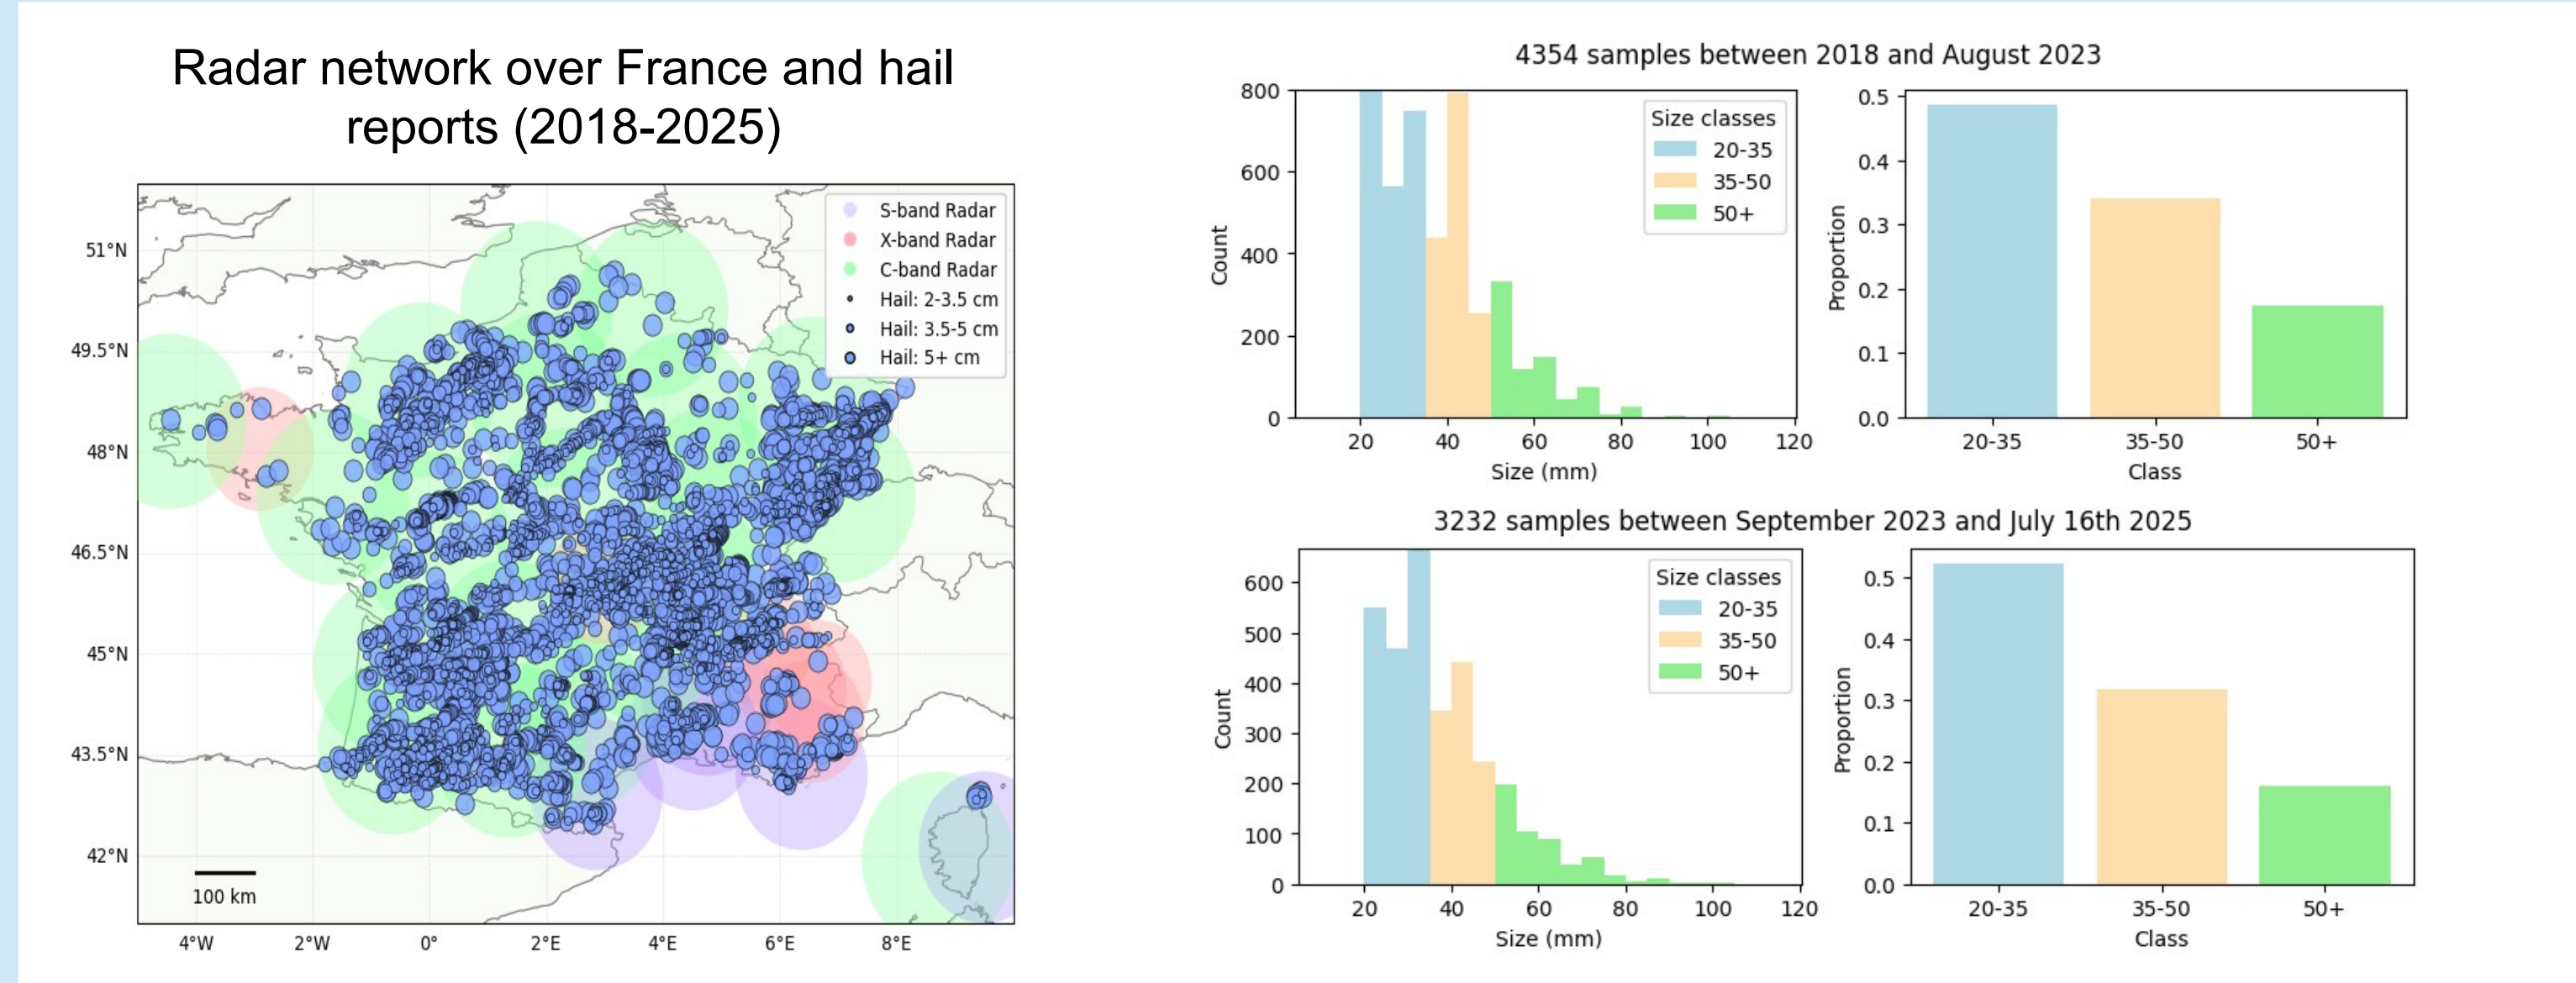 Radar network over France and hail
reports (2018-2025)
S-band Radar
X-band Radar
C-band Radar
Hail: 2-3.5 cm
Hail: 3.5-5 cm
Hail: 5+ cm
51°N
49.5°N
48°N
46.5°N
45°N
43.5°N
42°N
100 km
4°W 2°W 0° 2°E 4°E 6°E 8°E
4354 samples between 2018 and August 2023
800
600
400
200
0
Count
Size classes
20-35
35-50
50+
20 40 60 80 100 120
Size (mm)
0.5
0.4
0.3
0.2
0.1
0.0
Proportion
20-35 35-50 50+
Class
3232 samples between September 2023 and July 16th 2025
600
500
400
300
200
100
0
Count
Size classes
20-35
35-50
50+
20 40 60 80 100 120
Size (mm)
0.5
0.4
0.3
0.2
0.1
0.0
Proportion
20-35 35-50 50+
Class